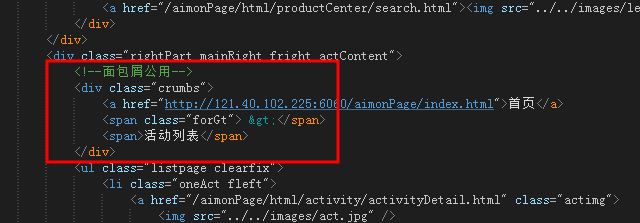 <a href="/aimonPage/html/productCenter/search.html"><img src="../../images/le
</div>
</div>
<div class="rightPart mainRight fright actContent">
<!--面包屑公用-->
<div class="crumbs">
<a href="http://121.40.102.225:6060/aimonPage/index.html">首页</a>
<span class="forGt"> &gt;</span>
<span>活动列表</span>
</div>
<ul class="listpage clearfix">
<li class="oneAct fleft">
<a href="/aimonPage/html/activity/activityDetail.html" class="actimg">
<img src="../../images/act.jpg" />